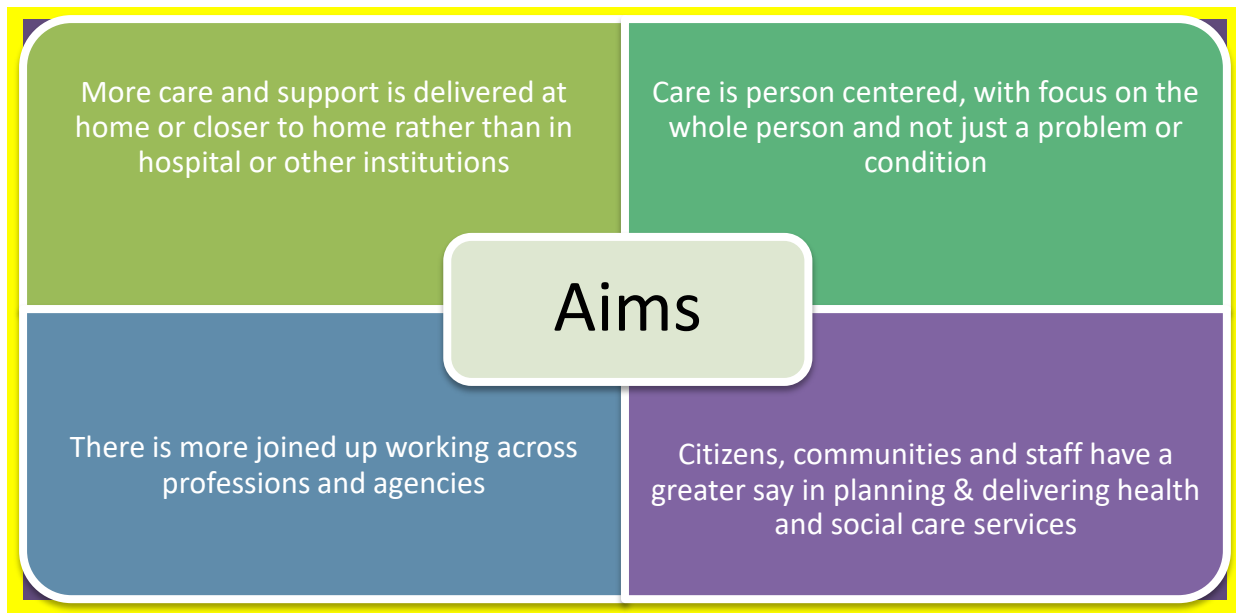 More care and support is delivered at
home or closer to home rather than in
hospital or other institutions
Care is person centered, with focus on the
whole person and not just a problem or
condition
Aims
There is more joined up working across
professions and agencies
Citizens, communities and staff have a
greater say in planning & delivering health
and social care services